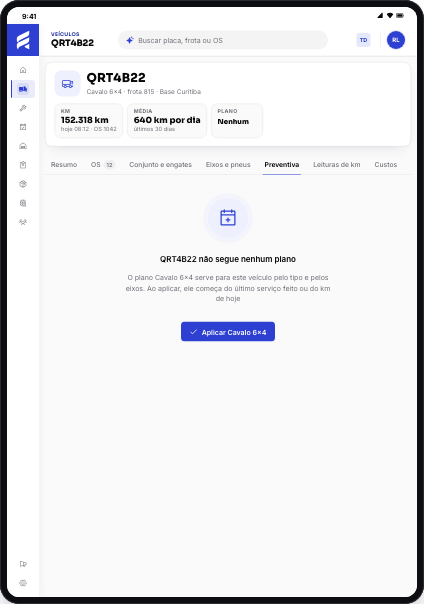 9:41
VEÍCULOS
QRT4B22
Buscar placa, frota ou OS
TD
RL
QRT4B22
Cavalo 6×4 · frota 815 · Base Curitiba
KM
152.318 km
hoje 08:12 · OS 1042
MÉDIA
640 km por dia
últimos 30 dias
PLANO
Nenhum
Resumo
OS 12
Conjunto e engates
Eixos e pneus
Preventiva
Leituras de km
Custos
QRT4B22 não segue nenhum plano
O plano Cavalo 6×4 serve para este veículo pelo tipo e pelos
eixos. Ao aplicar, ele começa do último serviço feito ou do km
de hoje
Aplicar Cavalo 6×4